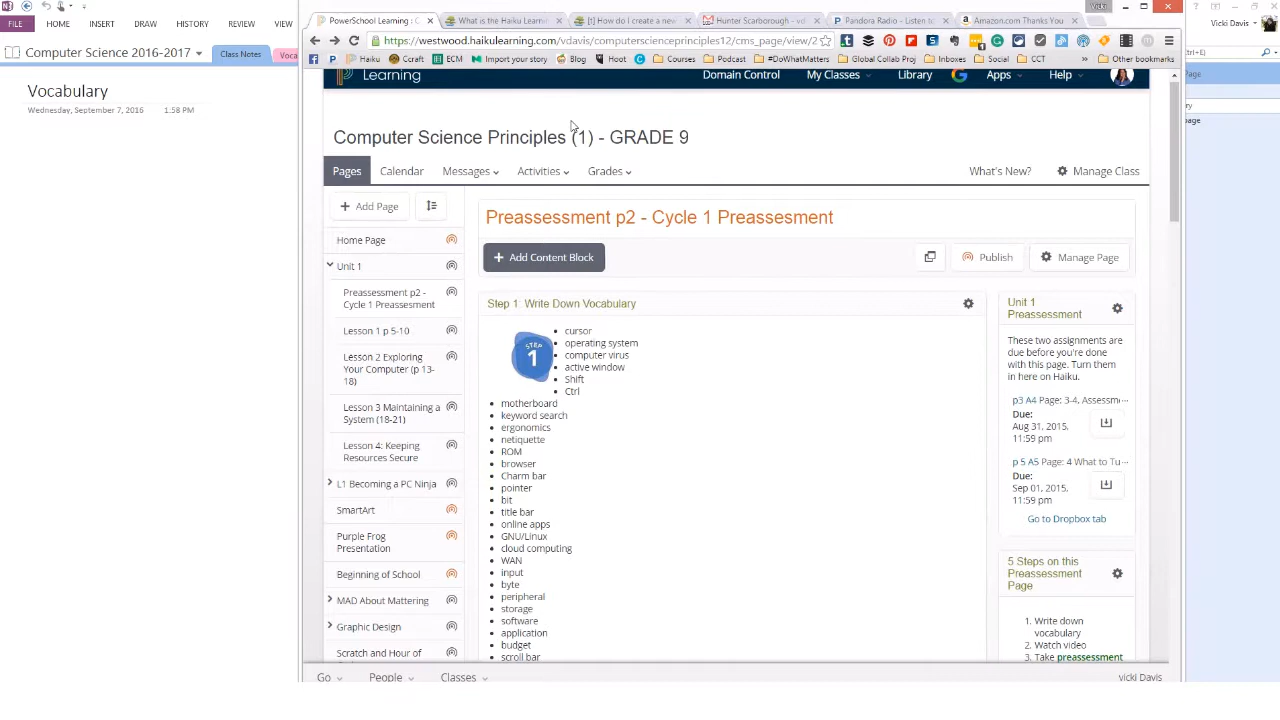 FILE HOME INSERT DRAW HISTORY REVIEW VIEW
Vicki Davis
Computer Science 2016-2017 Class Notes Voca
Vocabulary
Wednesday, September 7, 2016 1:58 PM
Vicki
PowerSchool Learning : C What is the Haiku Learnin [t] How do I create a new Hunter Scarborough - vd Pandora Radio - Listen to Amazon.com Thanks You
https://westwood.haikulearning.com/vdavis/computerscienceprinciples12/cms_page/view/2
Haiku Craft ECM Import your story Blog Hoot Courses Podcast #DoWhatMatters Global Collab Proj Inboxes Social CCT » Other bookmarks
Learning Domain Control My Classes Library Apps Help
Computer Science Principles (1) - GRADE 9
Pages Calendar Messages Activities Grades What's New? Manage Class
+ Add Page
Home Page
Unit 1
Preassessment p2 -
Cycle 1 Preassesment
Lesson 1 p 5-10
Lesson 2 Exploring
Your Computer (p 13-
18)
Lesson 3 Maintaining a
System (18-21)
Lesson 4: Keeping
Resources Secure
L1 Becoming a PC Ninja
SmartArt
Purple Frog
Presentation
Beginning of School
MAD About Mattering
Graphic Design
Scratch and Hour of
Preassessment p2 - Cycle 1 Preassesment
+ Add Content Block Publish Manage Page
Step 1: Write Down Vocabulary
STEP
1
• cursor
• operating system
• computer virus
• active window
• Shift
• Ctrl
• motherboard
• keyword search
• ergonomics
• netiquette
• ROM
• browser
• Charm bar
• pointer
• bit
• title bar
• online apps
• GNU/Linux
• cloud computing
• WAN
• input
• byte
• peripheral
• storage
• software
• application
• budget
• scroll bar
Unit 1
Preassessment
These two assignments are
due before you're done
with this page. Turn them
in here on Haiku.
p3 A4 Page: 3-4, Assessm···
Due:
Aug 31, 2015,
11:59 pm
p 5 A5 Page: 4 What to Tu···
Due:
Sep 01, 2015,
11:59 pm
Go to Dropbox tab
5 Steps on this
Preassessment
Page
1. Write down
vocabulary
2. Watch video
3. Take preassessment
Go People Classes vicki Davis
Ctrl+E)
Page
ry
page